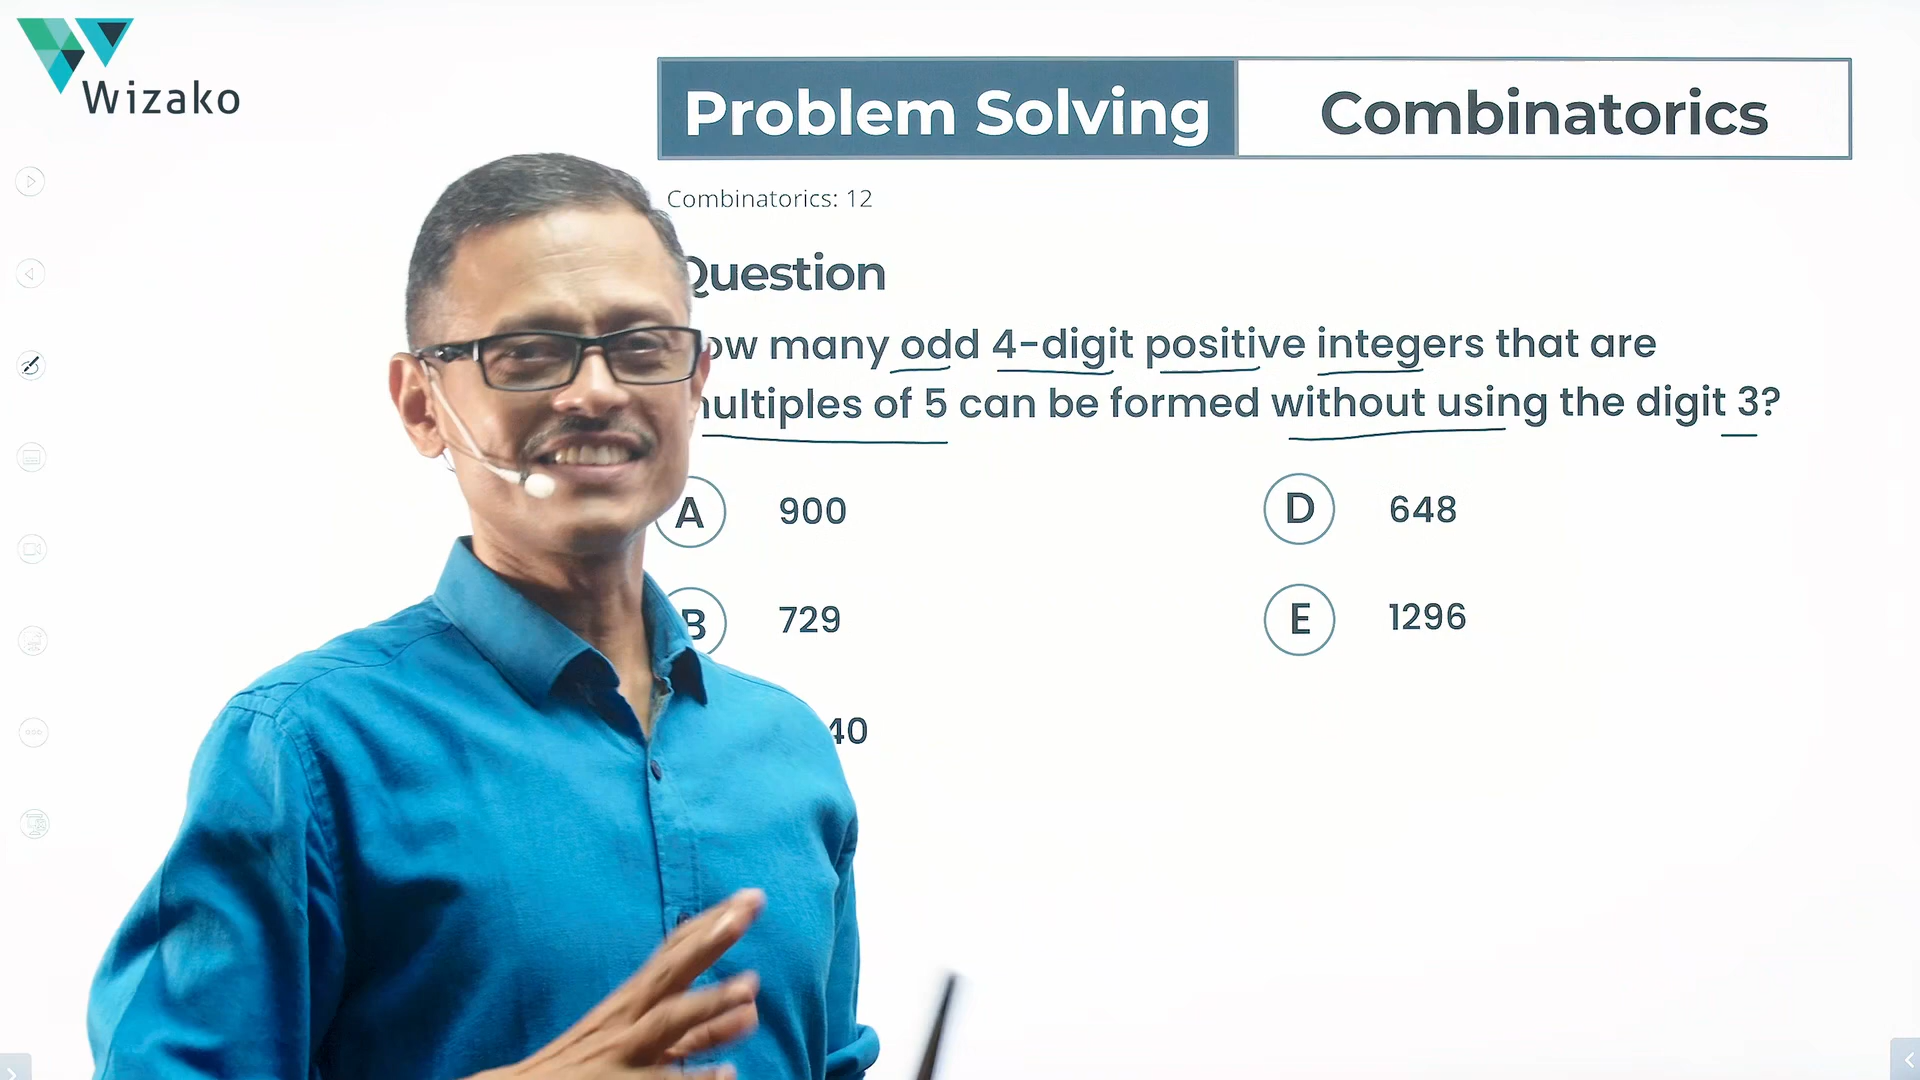 Wizako
Problem Solving
Combinatorics
Combinatorics: 12
Question
ow many odd 4-digit positive integers that are
ultiples of 5 can be formed without using the digit 3?
A 900
D 648
B 729
E 1296
40